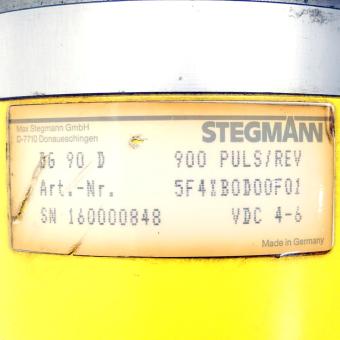 Max Stegmann GmbH
D-7710 Donaueschingen
STEGMANN
DG 90 D 900 PULS/REV
Art.-Nr. 5F4XB0D00F01
SN 160000848 VDC 4-6
Made in Germany